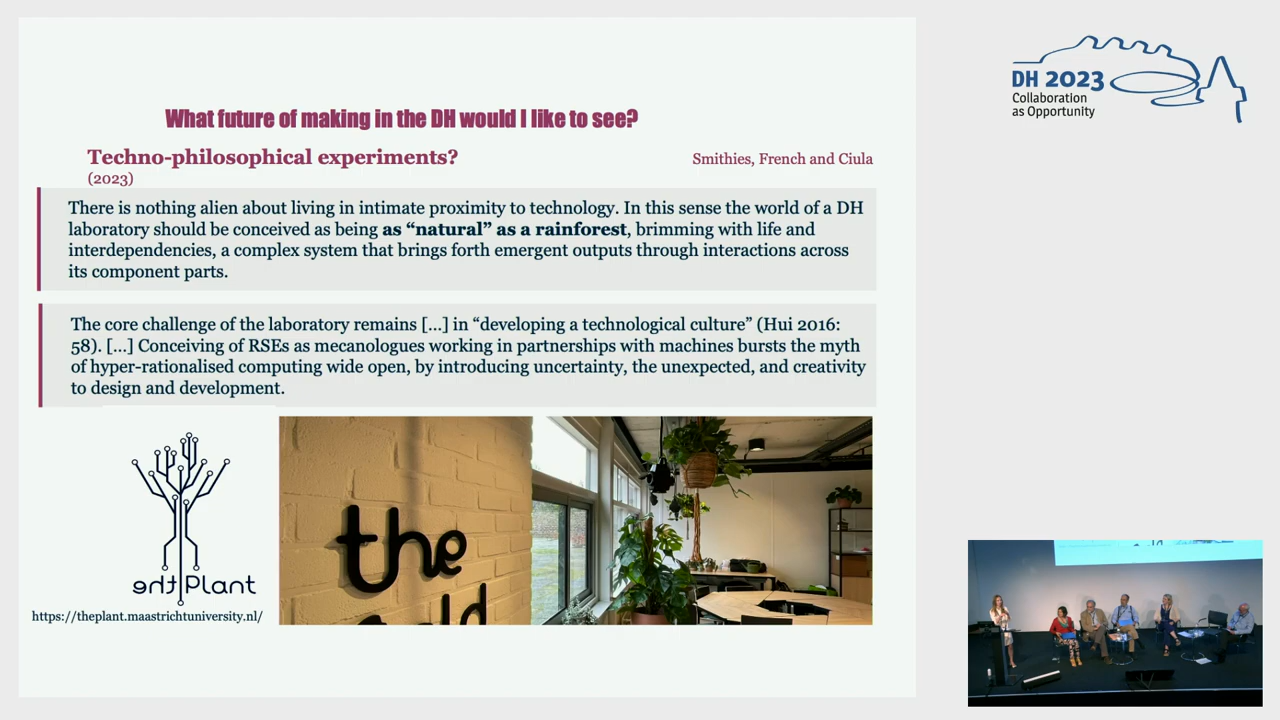 What future of making in the DH would I like to see?
Techno-philosophical experiments? Smithies, French and Ciula
(2023)
There is nothing alien about living in intimate proximity to technology. In this sense the world of a DH
laboratory should be conceived as being as “natural” as a rainforest, brimming with life and
interdependencies, a complex system that brings forth emergent outputs through interactions across
its component parts.
The core challenge of the laboratory remains [...] in “developing a technological culture” (Hui 2016:
58). [...] Conceiving of RSEs as mecanologues working in partnerships with machines bursts the myth
of hyper-rationalised computing wide open, by introducing uncertainty, the unexpected, and creativity
to design and development.
the Plant
https://theplant.maastrichtuniversity.nl/
the
DH 2023
Collaboration
as Opportunity